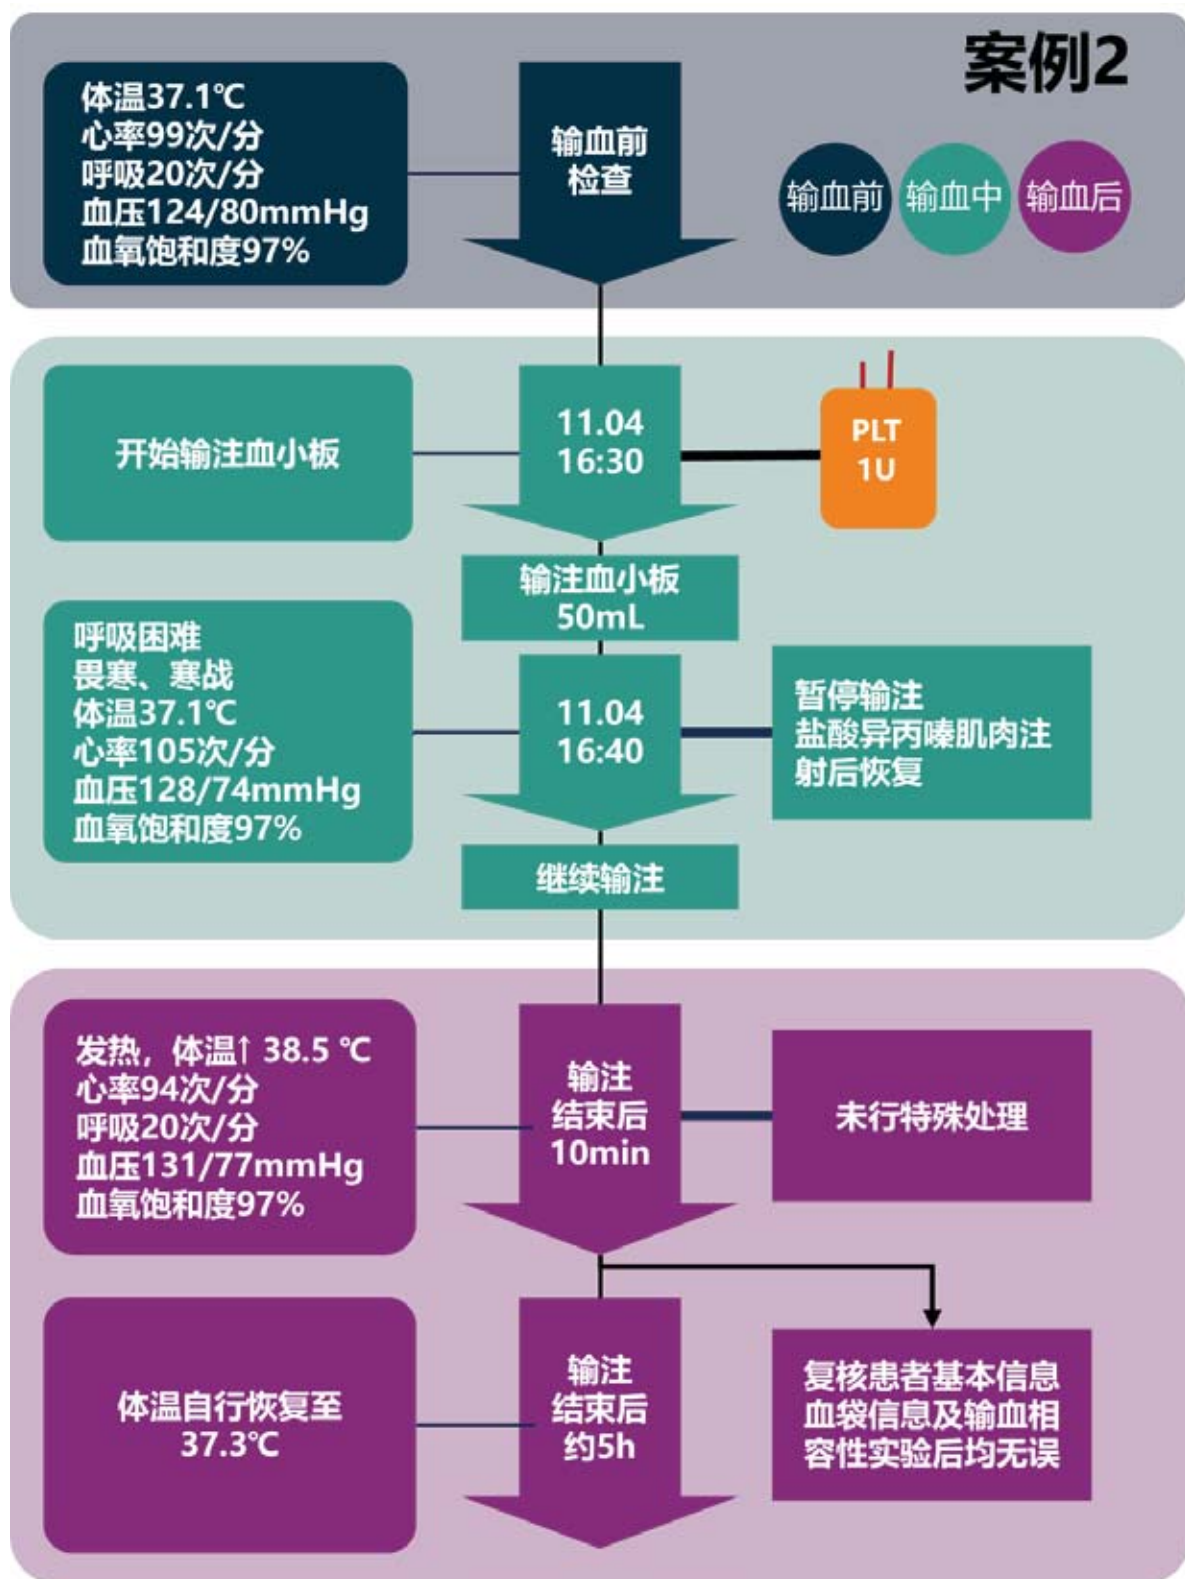 案例2
体温37.1℃
心率99次/分
呼吸20次/分
血压124/80mmHg
血氧饱和度97%
输血前
检查
输血前
输血中
输血后
开始输注血小板
11.04
16:30
PLT
1U
输注血小板
50mL
呼吸困难
畏寒、寒战
体温37.1℃
心率105次/分
血压128/74mmHg
血氧饱和度97%
11.04
16:40
暂停输注
盐酸异丙嗪肌肉注
射后恢复
继续输注
发热，体温↑ 38.5 ℃
心率94次/分
呼吸20次/分
血压131/77mmHg
血氧饱和度97%
输注
结束后
10min
未行特殊处理
体温自行恢复至
37.3℃
输注
结束后
约5h
复核患者基本信息
血袋信息及输血相
容性实验后均无误